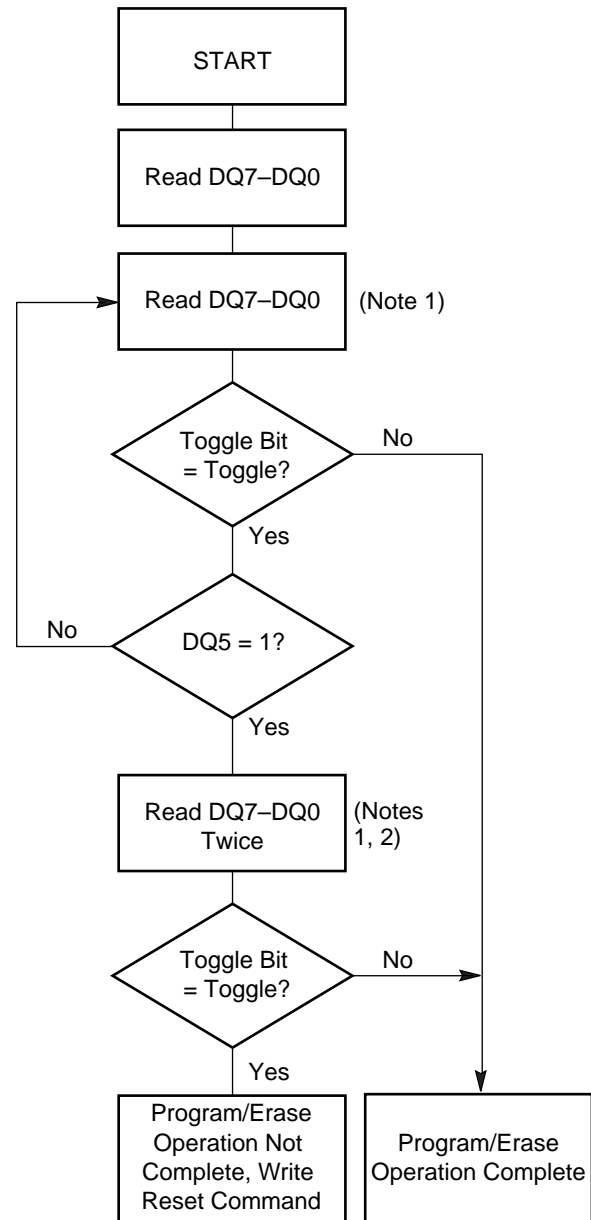 START
Read DQ7–DQ0
Read DQ7–DQ0
(Note 1)
Toggle Bit
= Toggle?
No
Yes
DQ5 = 1?
No
Yes
Read DQ7–DQ0
Twice
(Notes
1, 2)
Toggle Bit
= Toggle?
No
Yes
Program/Erase
Operation Not
Complete, Write
Reset Command
Program/Erase
Operation Complete